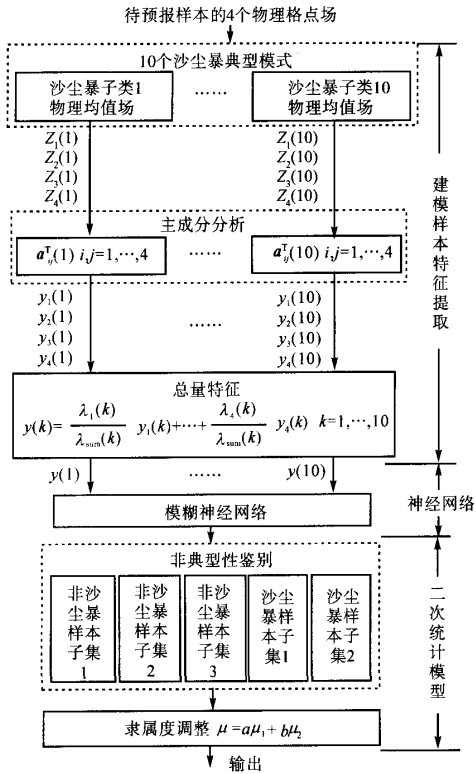 待预报样本的4个物理格点场
10个沙尘暴典型模式
沙尘暴子类1
物理均值场
……
沙尘暴子类10
物理均值场
Z₁(1)
Z₂(1)
Z₃(1)
Z₄(1)
Z₁(10)
Z₂(10)
Z₃(10)
Z₄(10)
主成分分析
aᵀᵢⱼ(1) i,j=1,…,4
……
aᵀᵢⱼ(10) i,j=1,…,4
y₁(1)
y₂(1)
y₃(1)
y₄(1)
……
y₁(10)
y₂(10)
y₃(10)
y₄(10)
建模样本特征提取
总量特征
y(k)= λ₁(k)/λsum(k) y₁(k)+…+ λ₄(k)/λsum(k) y₄(k) k=1,…,10
y(1)
……
y(10)
模糊神经网络
神经网络
非典型性鉴别
非沙尘暴样本子集1
非沙尘暴样本子集2
非沙尘暴样本子集3
沙尘暴样本子集1
沙尘暴样本子集2
二次统计模型
隶属度调整 μ=aμ₁+bμ₂
输出